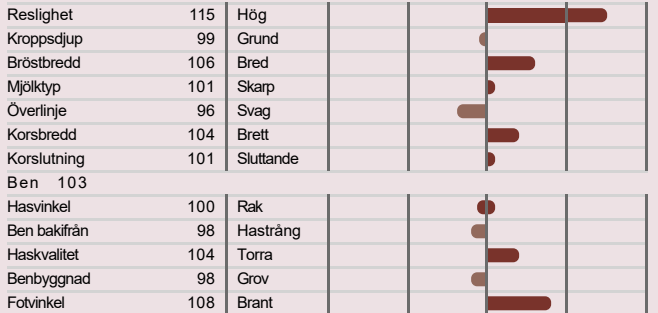 Reslighet 115 Hög
Kroppsdjup 99 Grund
Bröstbredd 106 Bred
Mjölktyp 101 Skarp
Överlinje 96 Svag
Korsbredd 104 Brett
Korslutning 101 Sluttande
Ben 103
Hasvinkel 100 Rak
Ben bakifrån 98 Hastrång
Haskvalitet 104 Torra
Benbyggnad 98 Grov
Fotvinkel 108 Brant